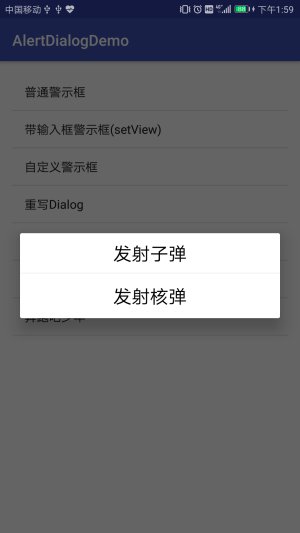 中国移动
下午1:59
AlertDialogDemo
普通警示框
带输入框警示框(setView)
自定义警示框
重写Dialog
发射子弹
发射核弹